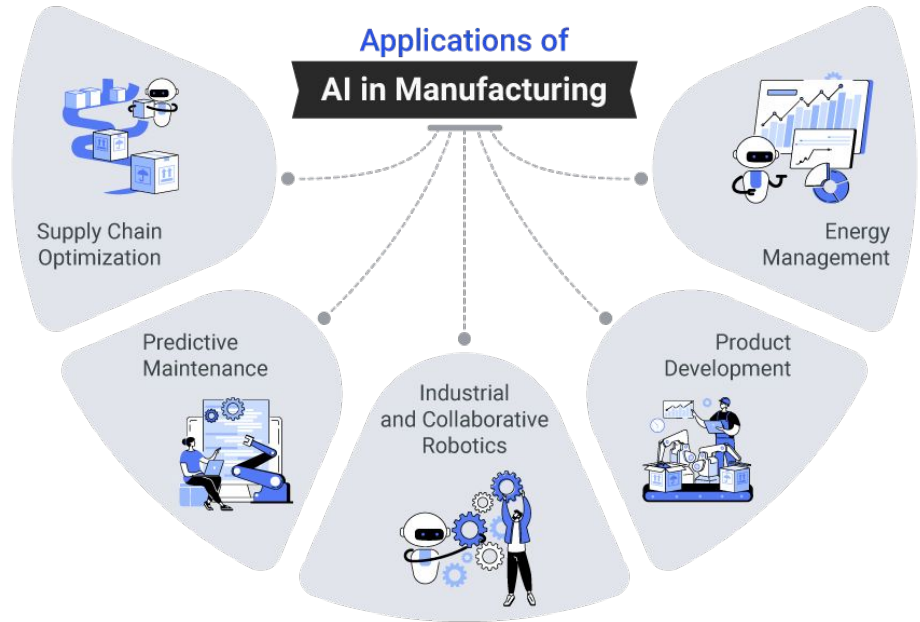 Applications of
AI in Manufacturing
Supply Chain
Optimization
Predictive
Maintenance
Industrial
and Collaborative
Robotics
Product
Development
Energy
Management